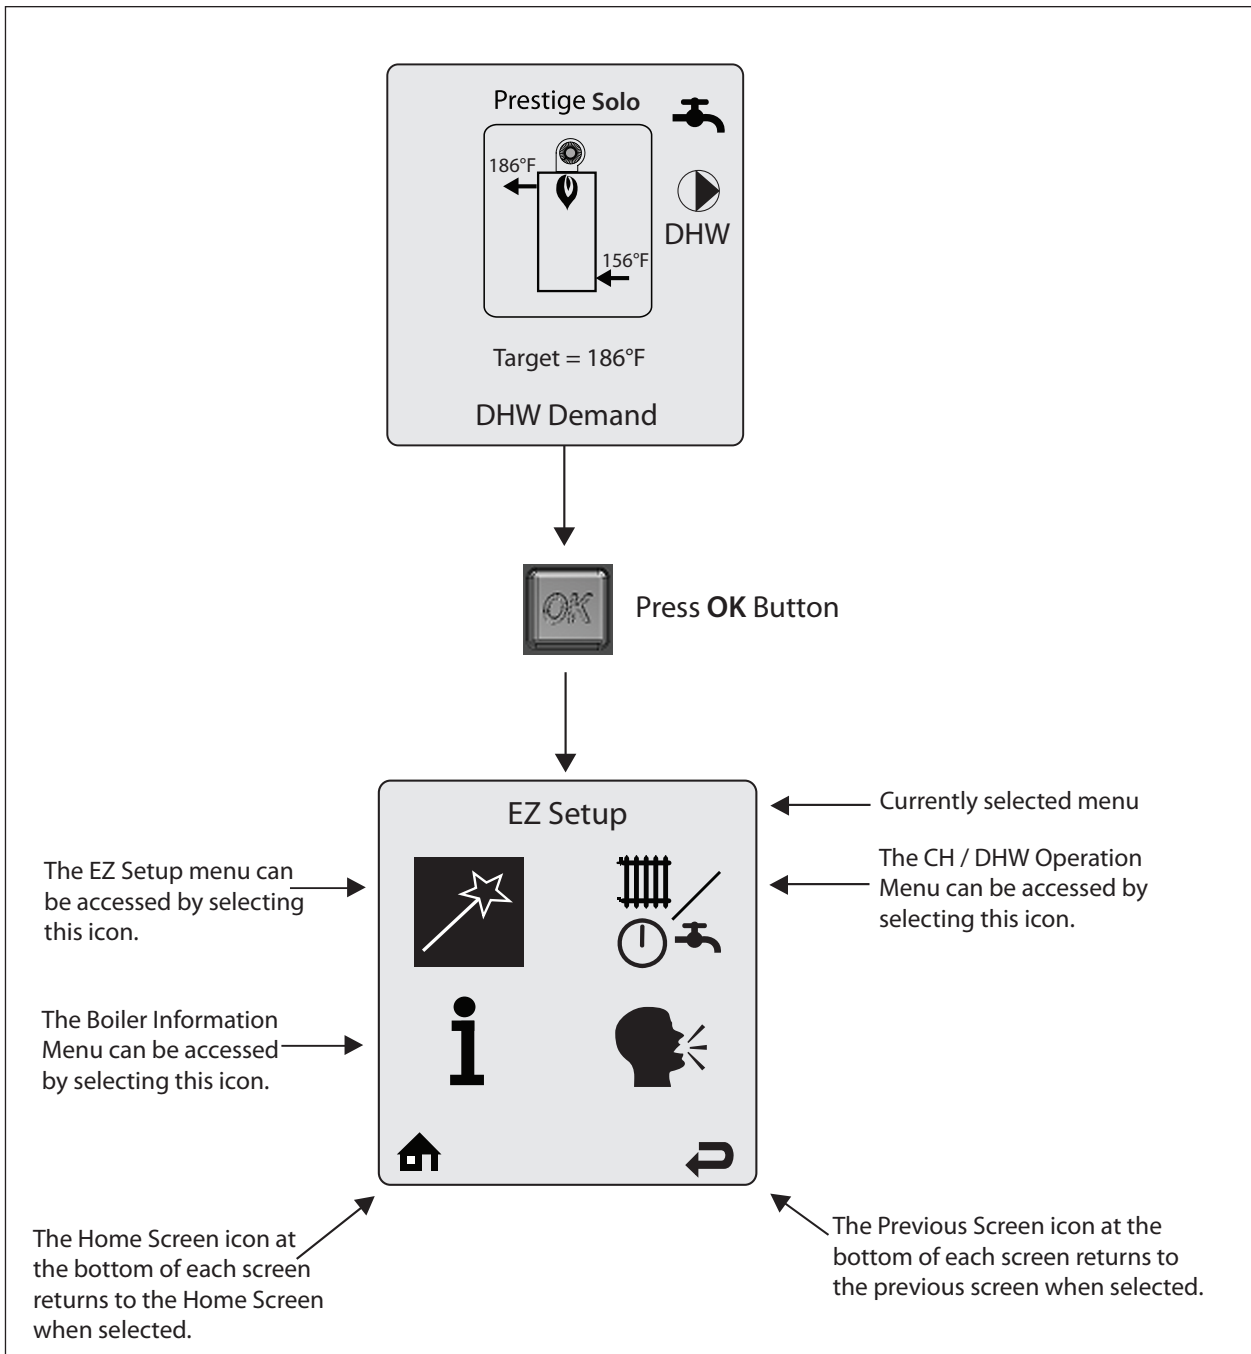 Prestige Solo
186°F
156°F
DHW
Target = 186°F
DHW Demand
OK
Press OK Button
EZ Setup
Currently selected menu
The EZ Setup menu can
be accessed by selecting
this icon.
The CH / DHW Operation
Menu can be accessed by
selecting this icon.
The Boiler Information
Menu can be accessed
by selecting this icon.
The Home Screen icon at
the bottom of each screen
returns to the Home Screen
when selected.
The Previous Screen icon at the
bottom of each screen returns to
the previous screen when selected.